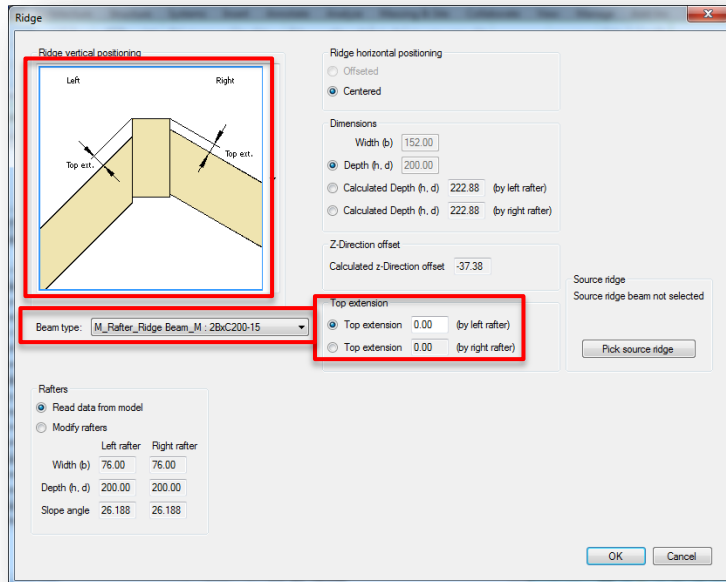 Ridge
X
Ridge vertical positioning
Left Right
Top ext. Top ext.
Beam type: M_Rafter_Ridge Beam_M : 2BxC200-15
Rafters
Read data from model
Modify rafters
Left rafter Right rafter
Width (b) 76.00 76.00
Depth (h, d) 200.00 200.00
Slope angle 26.188 26.188
Ridge horizontal positioning
Offseted
Centered
Dimensions
Width (b) 152.00
Depth (h, d) 200.00
Calculated Depth (h, d) 222.88 (by left rafter)
Calculated Depth (h, d) 222.88 (by right rafter)
Z-Direction offset
Calculated z-Direction offset -37.38
Top extension
Top extension 0.00 (by left rafter)
Top extension 0.00 (by right rafter)
Source ridge
Source ridge beam not selected
Pick source ridge
OK Cancel